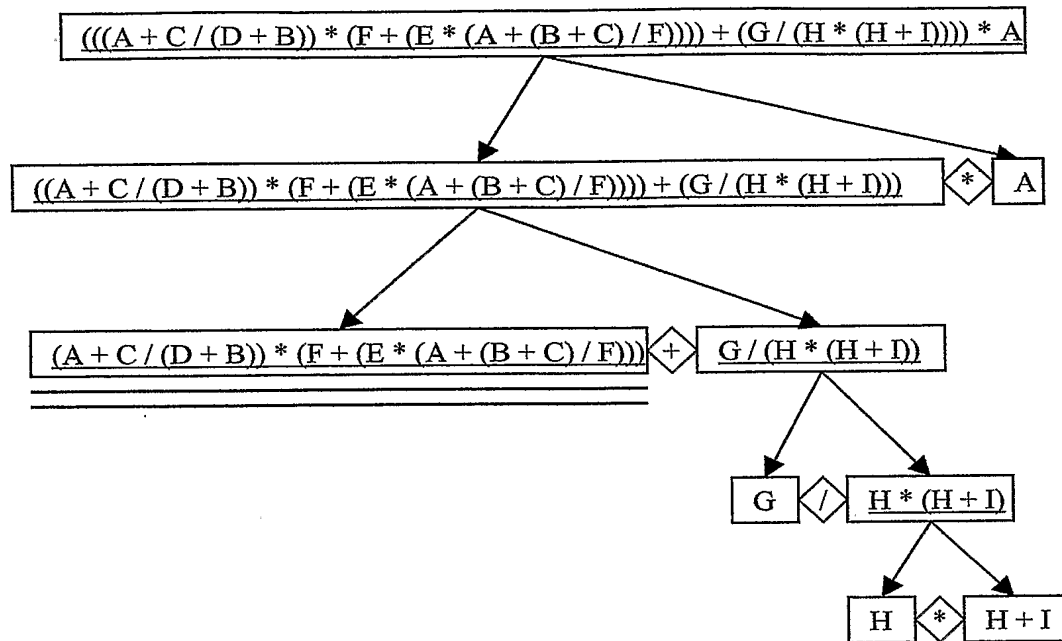 (((A + C / (D + B)) * (F + (E * (A + (B + C) / F)))) + (G / (H * (H + I)))) * A
((A + C / (D + B)) * (F + (E * (A + (B + C) / F)))) + (G / (H * (H + I))) * A
(A + C / (D + B)) * (F + (E * (A + (B + C) / F))) + G / (H * (H + I))
G / H * (H + I)
H * H + I